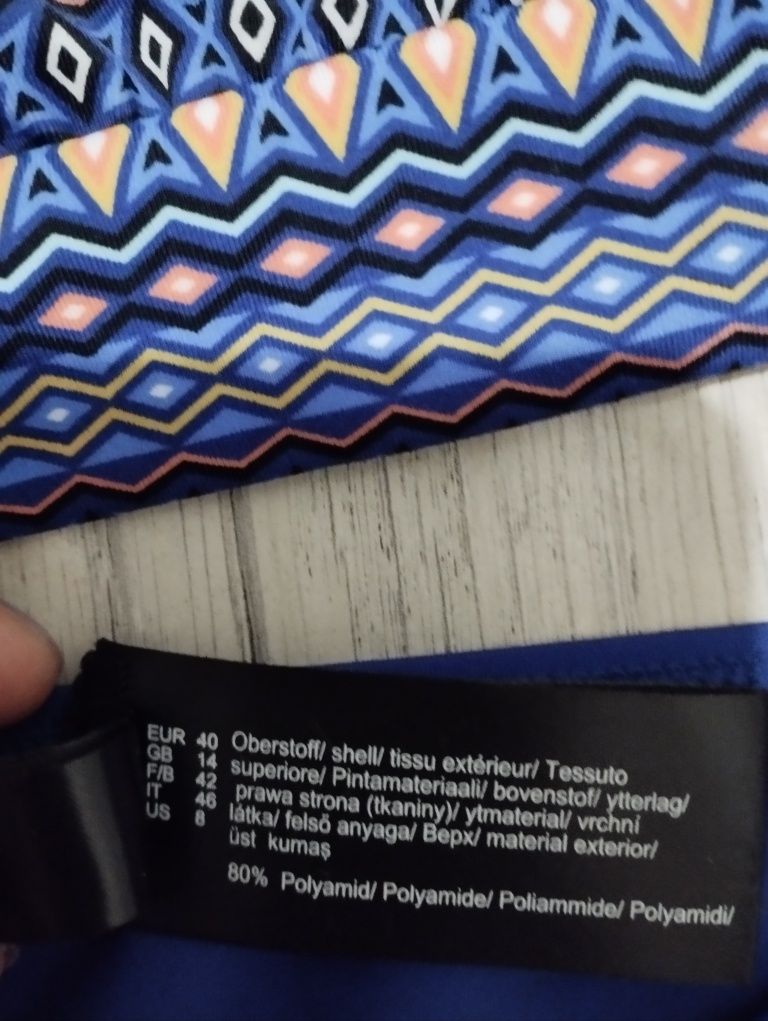 EUR 40
GB 14
F/B 42
IT 46
US 8
Oberstoff/ shell/ tissu extérieur/ Tessuto
superiore/ Pintamateriaali/ bovenstof/ ytterlag/
prawa strona (tkaniny)/ ytmaterial/ vrchní
látka/ felső anyaga/ Верх/ material exterior/
üst kumaş
80% Polyamid/ Polyamide/ Poliammide/ Polyamidi/